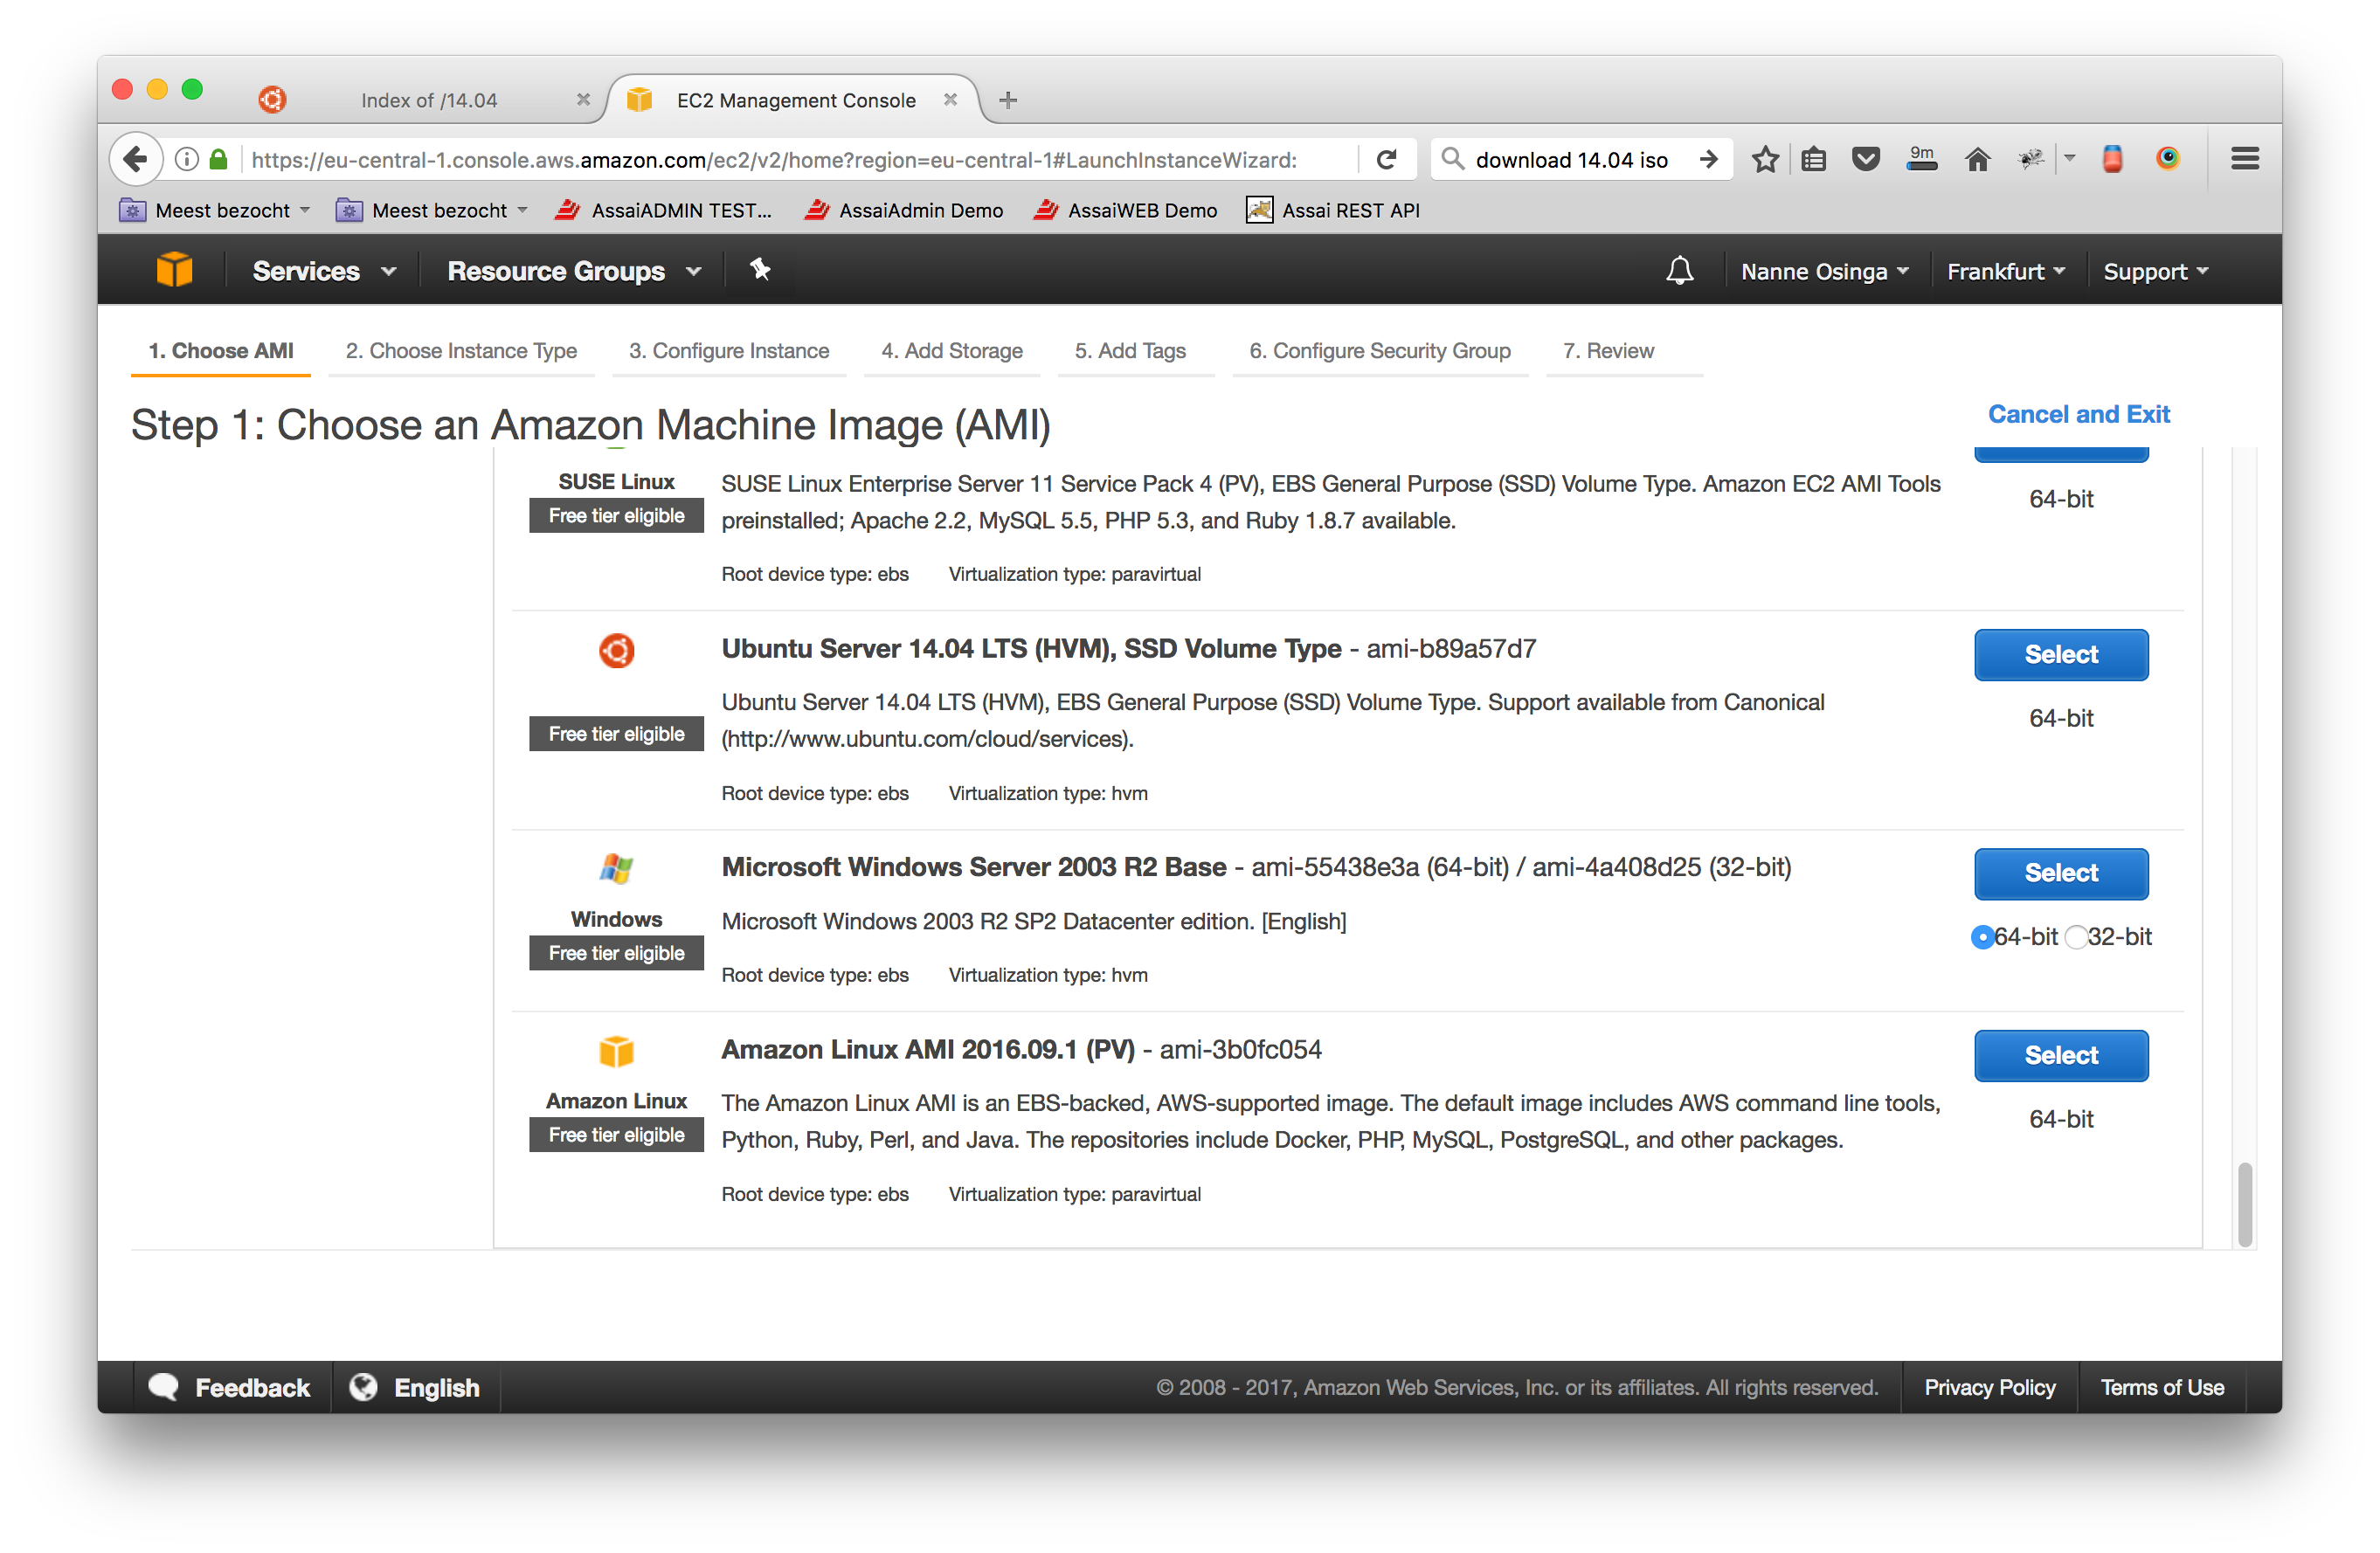 Index of /14.04
EC2 Management Console
https://eu-central-1.console.aws.amazon.com/ec2/v2/home?region=eu-central-1#LaunchInstanceWizard:
download 14.04 iso
9m
Meest bezocht
Meest bezocht
AssaiADMIN TEST...
AssaiAdmin Demo
AssaiWEB Demo
Assai REST API
Services
Resource Groups
Nanne Osinga
Frankfurt
Support
1. Choose AMI
2. Choose Instance Type
3. Configure Instance
4. Add Storage
5. Add Tags
6. Configure Security Group
7. Review
Step 1: Choose an Amazon Machine Image (AMI)
Cancel and Exit
SUSE Linux
Free tier eligible
SUSE Linux Enterprise Server 11 Service Pack 4 (PV), EBS General Purpose (SSD) Volume Type. Amazon EC2 AMI Tools
preinstalled; Apache 2.2, MySQL 5.5, PHP 5.3, and Ruby 1.8.7 available.
64-bit
Root device type: ebs Virtualization type: paravirtual
Ubuntu Server 14.04 LTS (HVM), SSD Volume Type - ami-b89a57d7
Select
Free tier eligible
Ubuntu Server 14.04 LTS (HVM), EBS General Purpose (SSD) Volume Type. Support available from Canonical
(http://www.ubuntu.com/cloud/services).
64-bit
Root device type: ebs Virtualization type: hvm
Microsoft Windows Server 2003 R2 Base - ami-55438e3a (64-bit) / ami-4a408d25 (32-bit)
Select
Windows
Free tier eligible
Microsoft Windows 2003 R2 SP2 Datacenter edition. [English]
64-bit 32-bit
Root device type: ebs Virtualization type: hvm
Amazon Linux AMI 2016.09.1 (PV) - ami-3b0fc054
Select
Amazon Linux
Free tier eligible
The Amazon Linux AMI is an EBS-backed, AWS-supported image. The default image includes AWS command line tools,
Python, Ruby, Perl, and Java. The repositories include Docker, PHP, MySQL, PostgreSQL, and other packages.
64-bit
Root device type: ebs Virtualization type: paravirtual
Feedback
English
© 2008 - 2017, Amazon Web Services, Inc. or its affiliates. All rights reserved.
Privacy Policy
Terms of Use